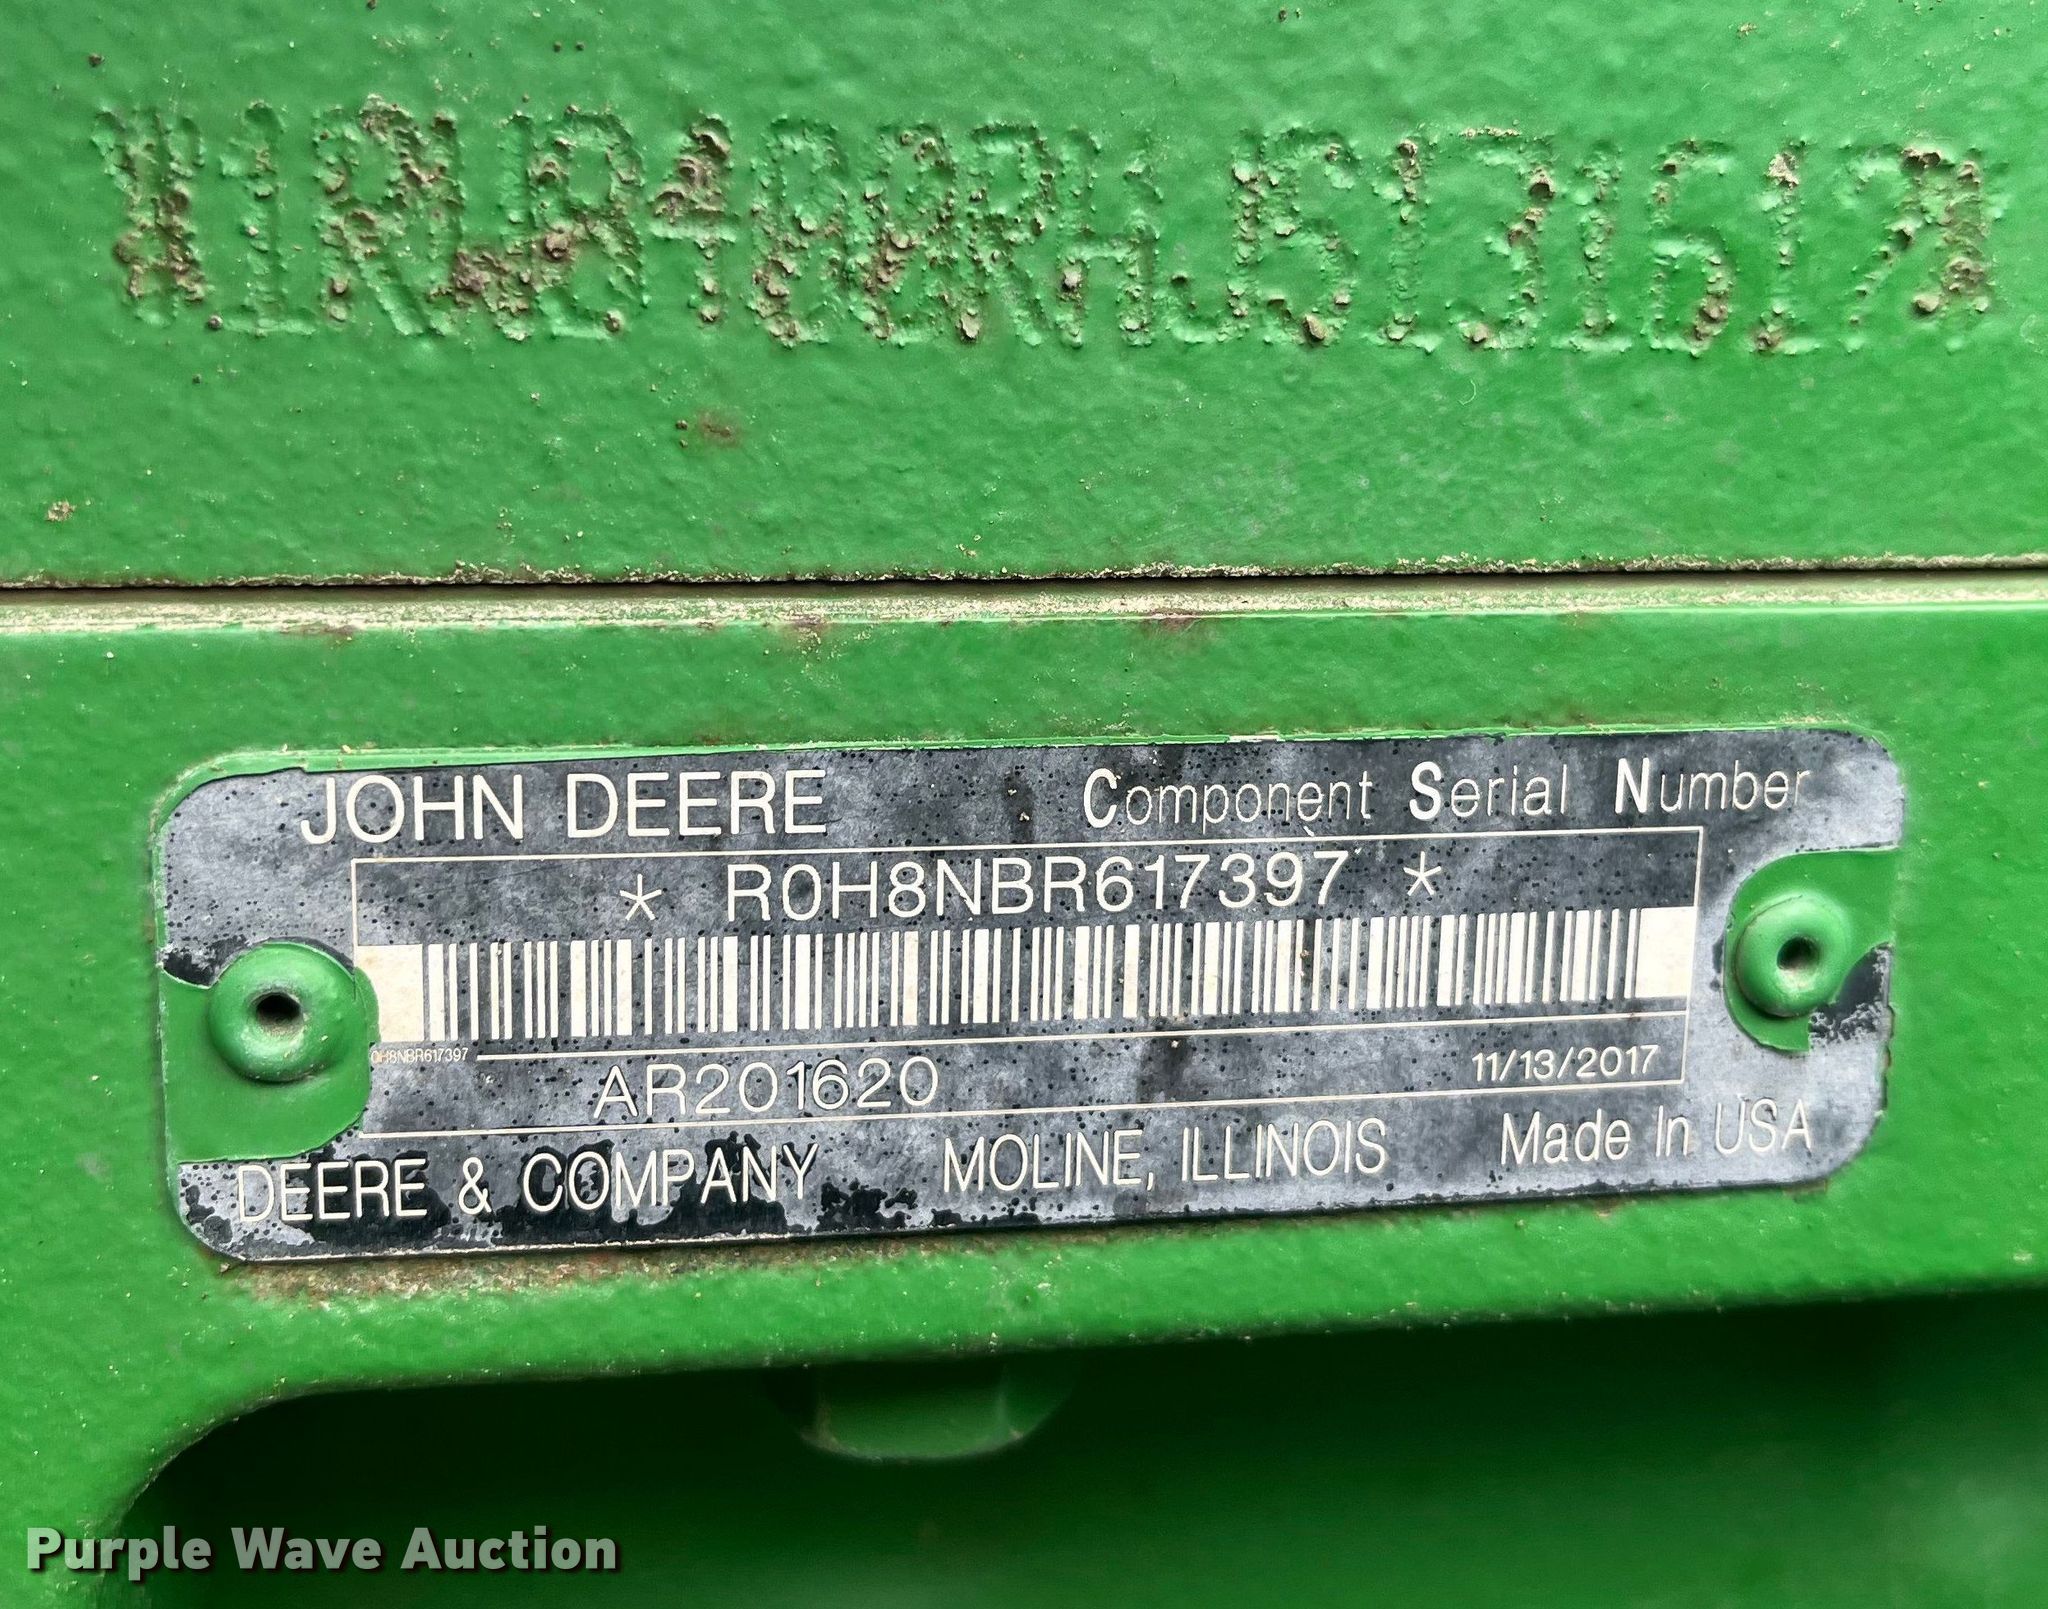 *1RW8400RHJS131617*
JOHN DEERE Component Serial Number
* R0H8NBR617397 *
0H8NBR617397
AR201620 11/13/2017
DEERE & COMPANY MOLINE, ILLINOIS Made In USA
Purple Wave Auction